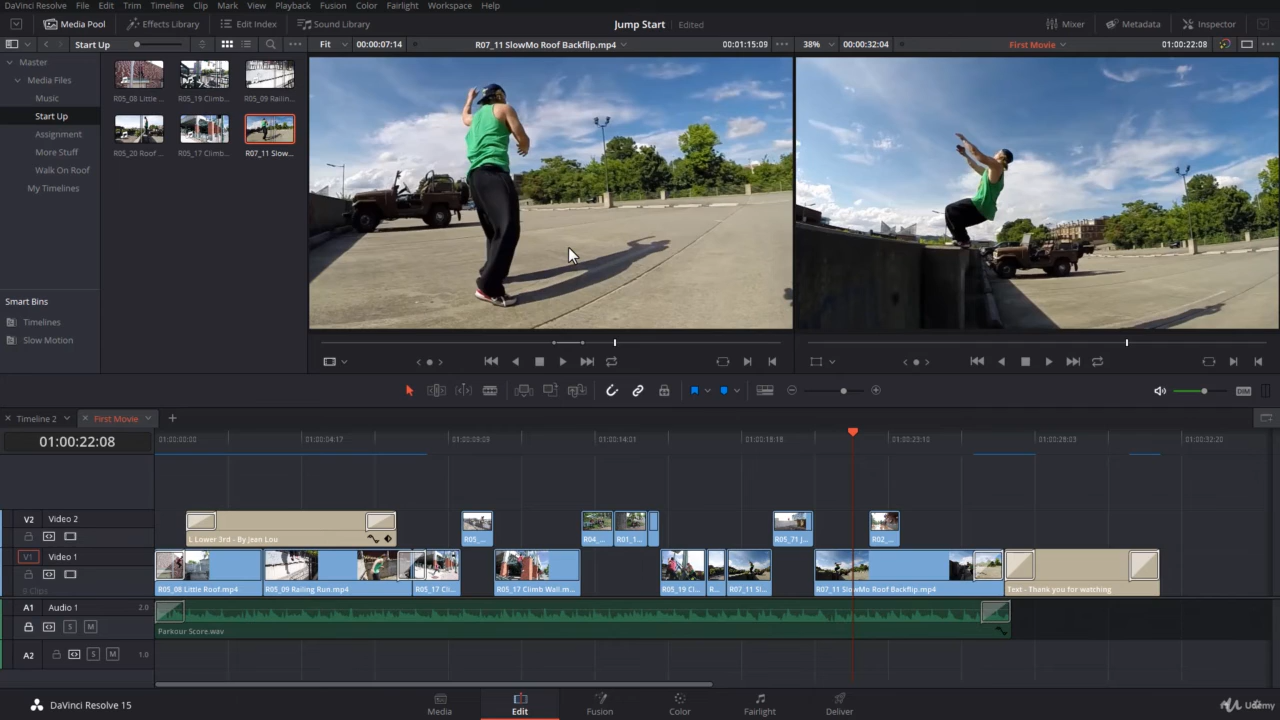 DaVinci Resolve File Edit Trim Timeline Clip Mark View Playback Fusion Color Fairlight Workspace Help
Media Pool Effects Library Edit Index Sound Library Jump Start Edited Mixer Metadata Inspector
Start Up Fit 00:00:07:14 R07_11 SlowMo Roof Backflip.mp4 00:01:15:09 38% 00:00:32:04 First Movie 01:00:22:08
Master
Media Files
Music
Start Up
Assignment
More Stuff
Walk On Roof
My Timelines
R05_08 Little ... R05_19 Climb... R05_09 Railin...
R05_20 Roof ... R05_17 Climb... R07_11 Slow...
Smart Bins
Timelines
Slow Motion
DIM
Timeline 2 First Movie
01:00:22:08 01:00:00:00 01:00:04:17 01:00:09:09 01:00:14:01 01:00:18:18 01:00:23:10 01:00:28:03 01:00:32:20
V2 Video 2
L Lower 3rd - By Jean Lou R05_... R04_... R01_1... R05_71 J... R02_...
V1 Video 1
8 Clips R05_08 Little Roof.mp4 R05_09 Railing Run.mp4 R05_17 Cli... R05_17 Climb Wall.m... R05_19 Cl... R... R07_11 Sl... R07_11 SlowMo Roof Backflip.mp4 Text - Thank you for watching
A1 Audio 1 2.0
S M
Parkour Score.wav
A2 S M 1.0
DaVinci Resolve 15 Media Edit Fusion Color Fairlight Deliver Udemy